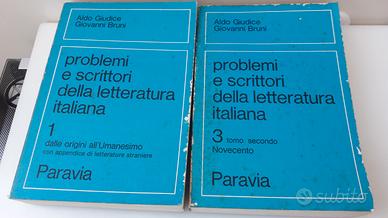 Aldo Giudice
Giovanni Bruni
problemi
e scrittori
della letteratura
italiana
1
dalle origini all'Umanesimo
con appendice di letterature straniere
Paravia
Aldo Giudice
Giovanni Bruni
problemi
e scrittori
della letteratura
italiana
3 tomo secondo
Novecento
Paravia
subito